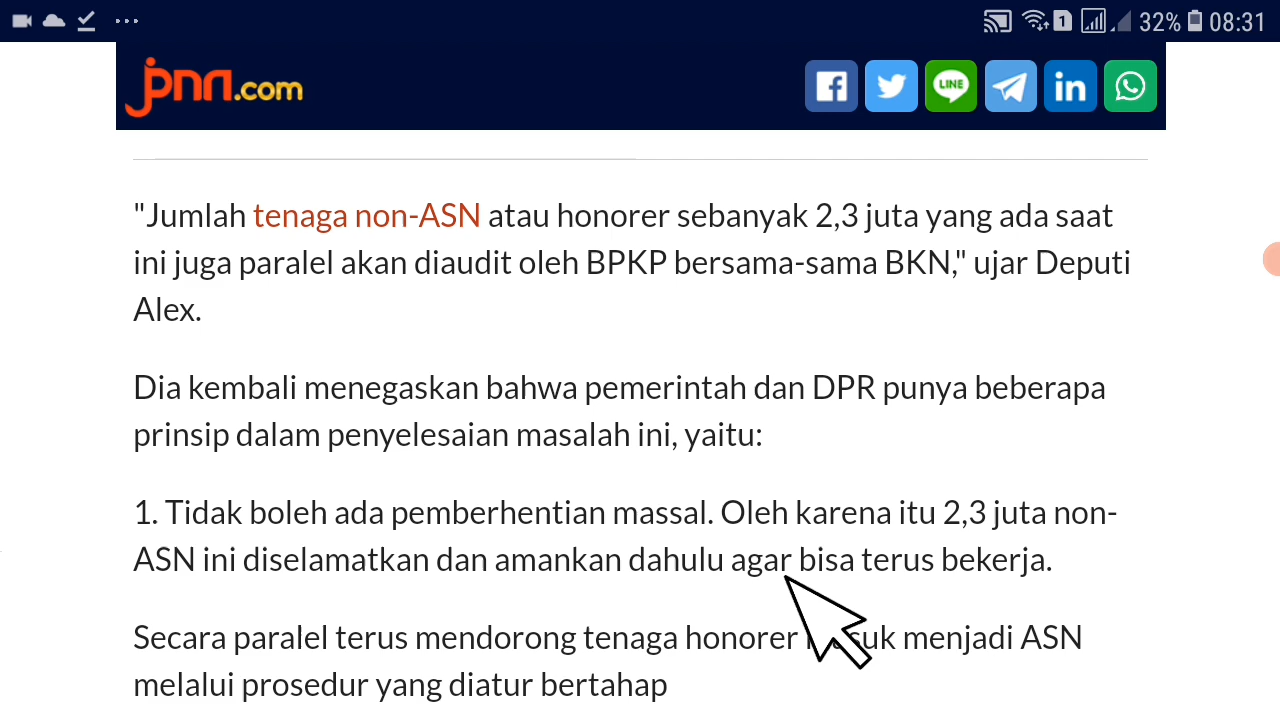 1 32% 08:31
jpnn.com
LINE
in
"Jumlah tenaga non-ASN atau honorer sebanyak 2,3 juta yang ada saat
ini juga paralel akan diaudit oleh BPKP bersama-sama BKN," ujar Deputi
Alex.
Dia kembali menegaskan bahwa pemerintah dan DPR punya beberapa
prinsip dalam penyelesaian masalah ini, yaitu:
1. Tidak boleh ada pemberhentian massal. Oleh karena itu 2,3 juta non-
ASN ini diselamatkan dan amankan dahulu agar bisa terus bekerja.
Secara paralel terus mendorong tenaga honorer menjadi ASN
melalui prosedur yang diatur bertahap